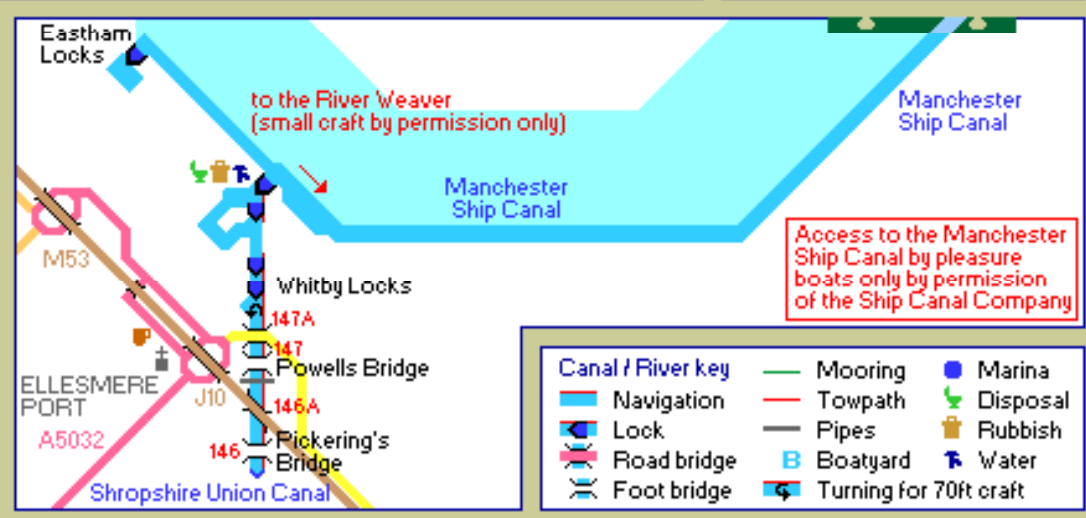 Eastham
Locks
to the River Weaver
(small craft by permission only)
Manchester
Ship Canal
Manchester
Ship Canal
Access to the Manchester
Ship Canal by pleasure
boats only by permission
of the Ship Canal Company
M53
Whitby Locks
147A
147
Powells Bridge
ELLESMERE
PORT
J10
146A
A5032
146
Pickering's
Bridge
Shropshire Union Canal
Canal / River key
Navigation
Lock
Road bridge
Foot bridge
Mooring
Towpath
Pipes
B Boatyard
Turning for 70ft craft
Marina
Disposal
Rubbish
Water